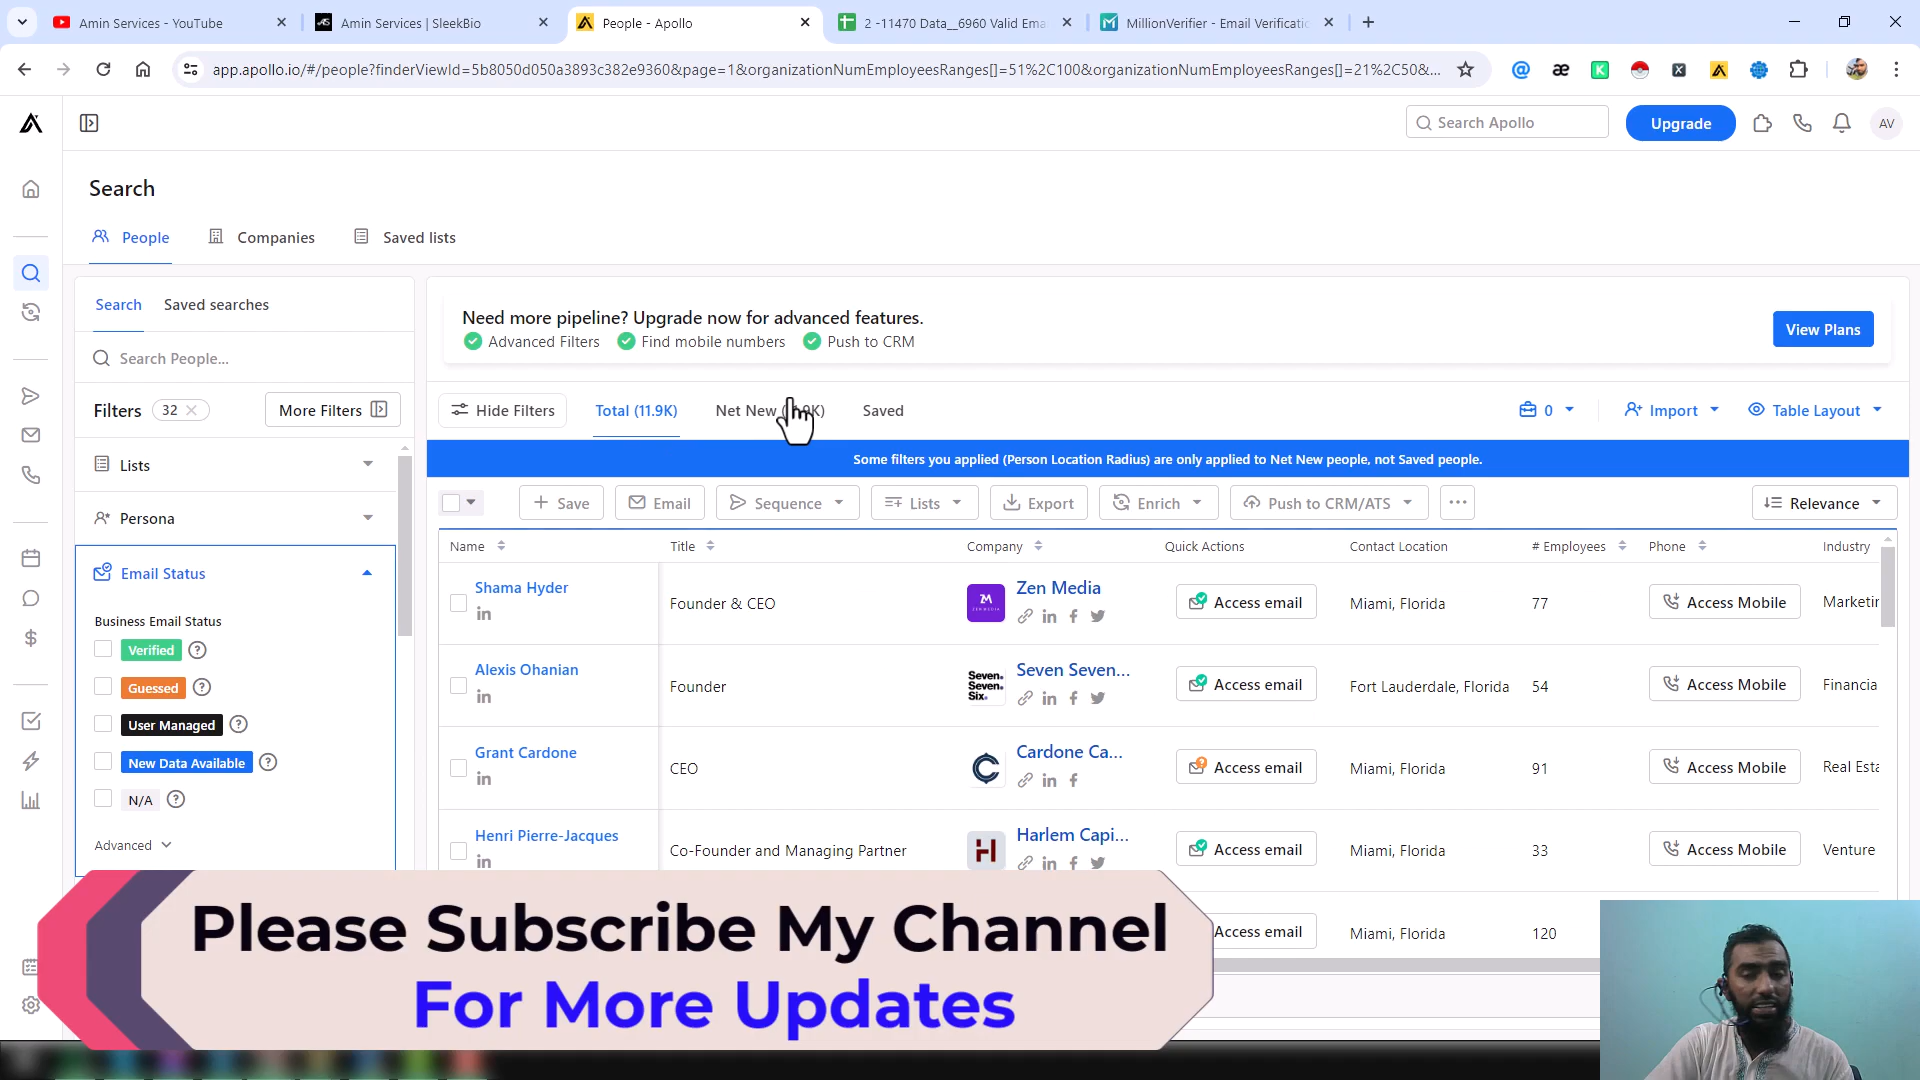 Amin Services - YouTube
Amin Services | SleekBio
People - Apollo
2 -11470 Data__6960 Valid Ema
MillionVerifier - Email Verificatio
app.apollo.io/#/people?finderViewId=5b8050d050a3893c382e9360&page=1&organizationNumEmployeesRanges[]=51%2C100&organizationNumEmployeesRanges[]=21%2C50&...
Search Apollo
Upgrade
AV
Search
People
Companies
Saved lists
Search
Saved searches
Search People...
Filters
32
More Filters
Lists
Persona
Email Status
Business Email Status
Verified
Guessed
User Managed
New Data Available
N/A
Advanced
Need more pipeline? Upgrade now for advanced features.
Advanced Filters
Find mobile numbers
Push to CRM
View Plans
Hide Filters
Total (11.9K)
Net New
Saved
0
Import
Table Layout
Some filters you applied (Person Location Radius) are only applied to Net New people, not Saved people.
Save
Email
Sequence
Lists
Export
Enrich
Push to CRM/ATS
Relevance
Name
Title
Company
Quick Actions
Contact Location
# Employees
Phone
Industry
Shama Hyder
Founder & CEO
Zen Media
Access email
Miami, Florida
77
Access Mobile
Marketin
Alexis Ohanian
Founder
Seven. Seven. Six.
Seven Seven...
Access email
Fort Lauderdale, Florida
54
Access Mobile
Financia
Grant Cardone
CEO
Cardone Ca...
Access email
Miami, Florida
91
Access Mobile
Real Esta
Henri Pierre-Jacques
Co-Founder and Managing Partner
Harlem Capi...
Access email
Miami, Florida
33
Access Mobile
Venture
Access email
Miami, Florida
120
Please Subscribe My Channel
For More Updates